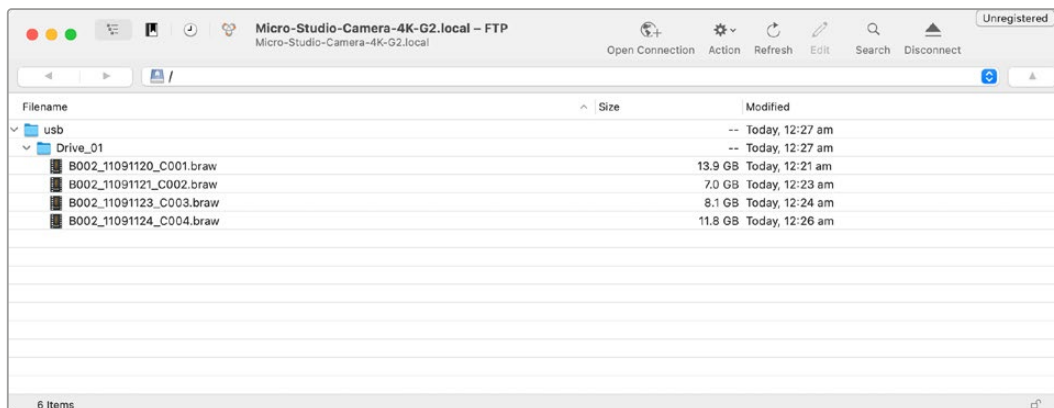 Micro-Studio-Camera-4K-G2.local – FTP
Micro-Studio-Camera-4K-G2.local
Open Connection Action Refresh Edit Search Disconnect
Unregistered
/
Filename Size Modified
usb -- Today, 12:27 am
Drive_01 -- Today, 12:27 am
B002_11091120_C001.braw 13.9 GB Today, 12:21 am
B002_11091121_C002.braw 7.0 GB Today, 12:23 am
B002_11091123_C003.braw 8.1 GB Today, 12:24 am
B002_11091124_C004.braw 11.8 GB Today, 12:26 am
6 Items